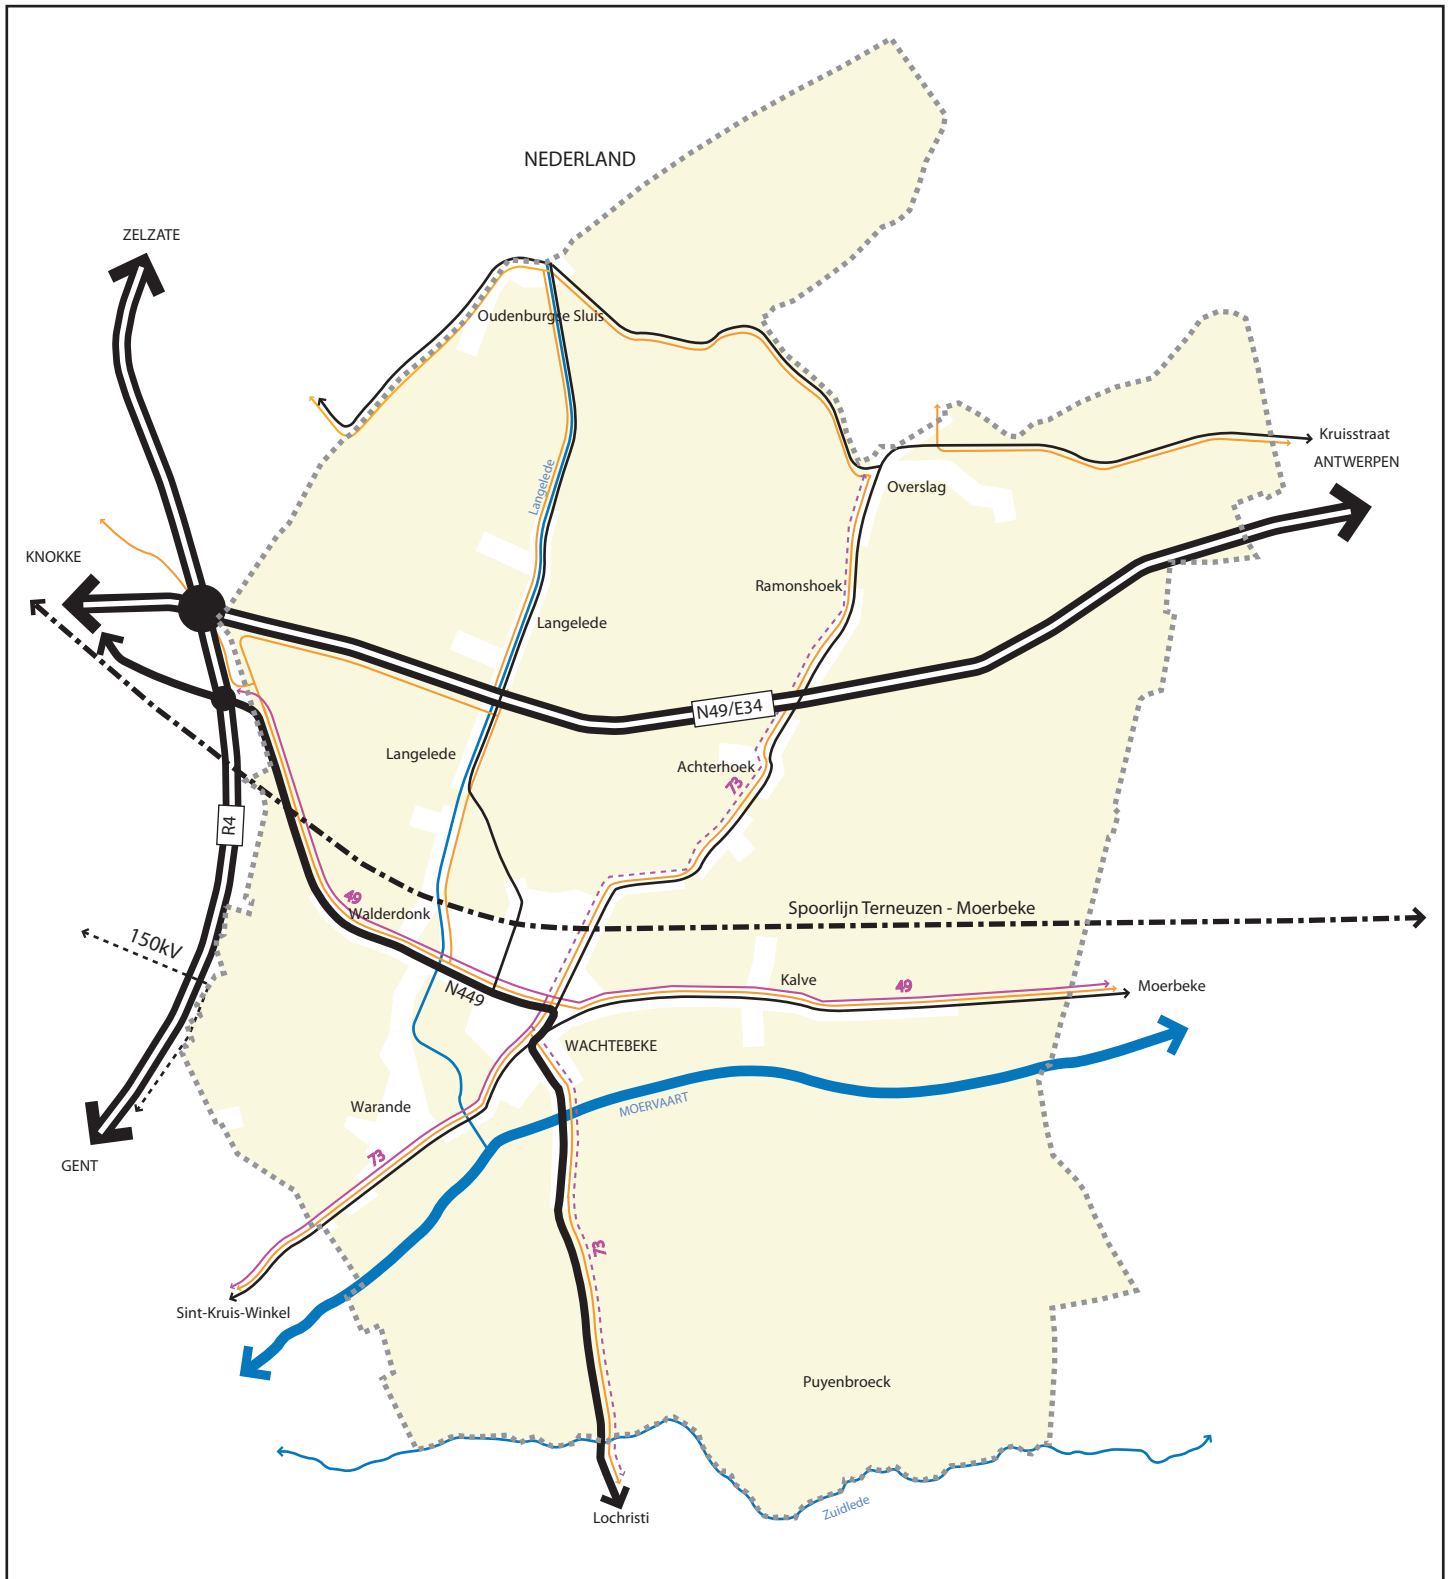 NEDERLAND
ZELZATE
Oudenburgse Sluis
Kruisstraat
ANTWERPEN
Langelede
Overslag
KNOKKE
Ramonshoek
Langelede
N49/E34
Langelede
Achterhoek
73
R4
49
Walderdonk
Spoorlijn Terneuzen - Moerbeke
150kV
Kalve
49
Moerbeke
N449
WACHTEBEKE
MOERVAART
Warande
73
GENT
73
Sint-Kruis-Winkel
Puyenbroeck
Zuidlede
Lochristi